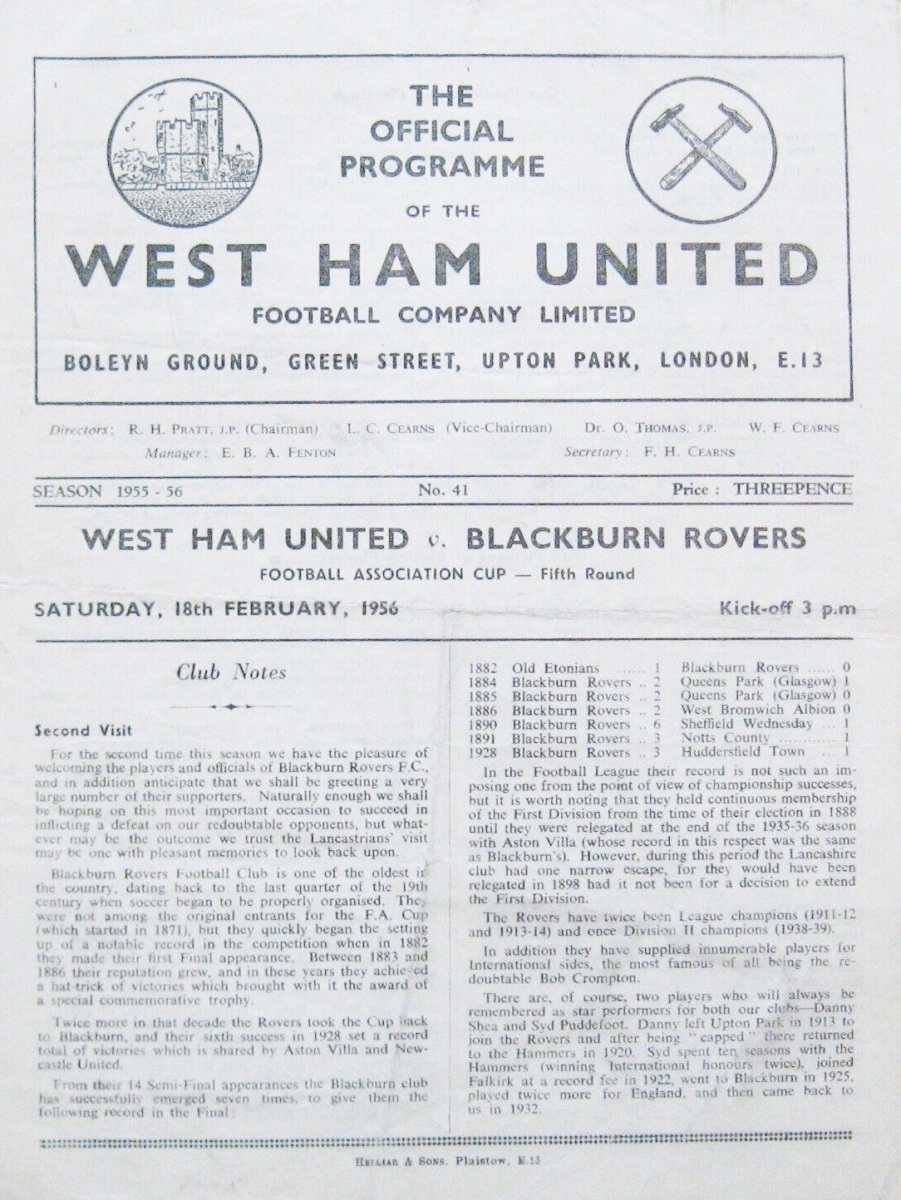 THE
OFFICIAL
PROGRAMME
OF THE
WEST HAM UNITED
FOOTBALL COMPANY LIMITED
BOLEYN GROUND, GREEN STREET, UPTON PARK, LONDON, E.13
Directors: R. H. PRATT, J.P. (Chairman) L. C. CEARNS (Vice-Chairman) Dr. O. THOMAS, J.P. W. F. CEARNS
Manager: E. B. A. FENTON Secretary: F. H. CEARNS
SEASON 1955 - 56 No. 41 Price : THREEPENCE
WEST HAM UNITED v. BLACKBURN ROVERS
FOOTBALL ASSOCIATION CUP — Fifth Round
SATURDAY, 18th FEBRUARY, 1956 Kick-off 3 p.m
Club Notes
Second Visit
For the second time this season we have the pleasure of
welcoming the players and officials of Blackburn Rovers F.C.,
and in addition anticipate that we shall be greeting a very
large number of their supporters. Naturally enough we shall
be hoping on this most important occasion to succeed in
inflicting a defeat on our redoubtable opponents, but what-
ever may be the outcome we trust the Lancastrians' visit
may be one with pleasant memories to look back upon.
Blackburn Rovers Football Club is one of the oldest in
the country, dating back to the last quarter of the 19th
century when soccer began to be properly organised. They
were not among the original entrants for the F.A. Cup
(which started in 1871), but they quickly began the setting
up of a notable record in the competition when in 1882
they made their first Final appearance. Between 1883 and
1886 their reputation grew, and in these years they achieved
a hat-trick of victories which brought with it the award of
a special commemorative trophy.
Twice more in that decade the Rovers took the Cup back
to Blackburn, and their sixth success in 1928 set a record
total of victories which is shared by Aston Villa and New-
castle United.
From their 14 Semi-Final appearances the Blackburn club
has successfully emerged seven times, to give them the
following record in the Final :
1882 Old Etonians ...... 1 Blackburn Rovers ...... 0
1884 Blackburn Rovers .. 2 Queens Park (Glasgow) 1
1885 Blackburn Rovers .. 2 Queens Park (Glasgow) 0
1886 Blackburn Rovers .. 2 West Bromwich Albion 0
1890 Blackburn Rovers .. 6 Sheffield Wednesday ... 1
1891 Blackburn Rovers .. 3 Notts County ........... 1
1928 Blackburn Rovers .. 3 Huddersfield Town ... 1
In the Football League their record is not such an im-
posing one from the point of view of championship successes,
but it is worth noting that they held continuous membership
of the First Division from the time of their election in 1888
until they were relegated at the end of the 1935-36 season
with Aston Villa (whose record in this respect was the same
as Blackburn's). However, during this period the Lancashire
club had one narrow escape, for they would have been
relegated in 1898 had it not been for a decision to extend
the First Division.
The Rovers have twice been League champions (1911-12
and 1913-14) and once Division II champions (1938-39).
In addition they have supplied innumerable players for
International sides, the most famous of all being the re-
doubtable Bob Crompton.
There are, of course, two players who will always be
remembered as star performers for both our clubs—Danny
Shea and Syd Puddefoot. Danny left Upton Park in 1913 to
join the Rovers and after being "capped" there returned
to the Hammers in 1920. Syd spent ten seasons with the
Hammers (winning International honours twice), joined
Falkirk at a record fee in 1922, went to Blackburn in 1925,
played twice more for England, and then came back to
us in 1932.
HELLIAR & SONS, Plaistow, E.13